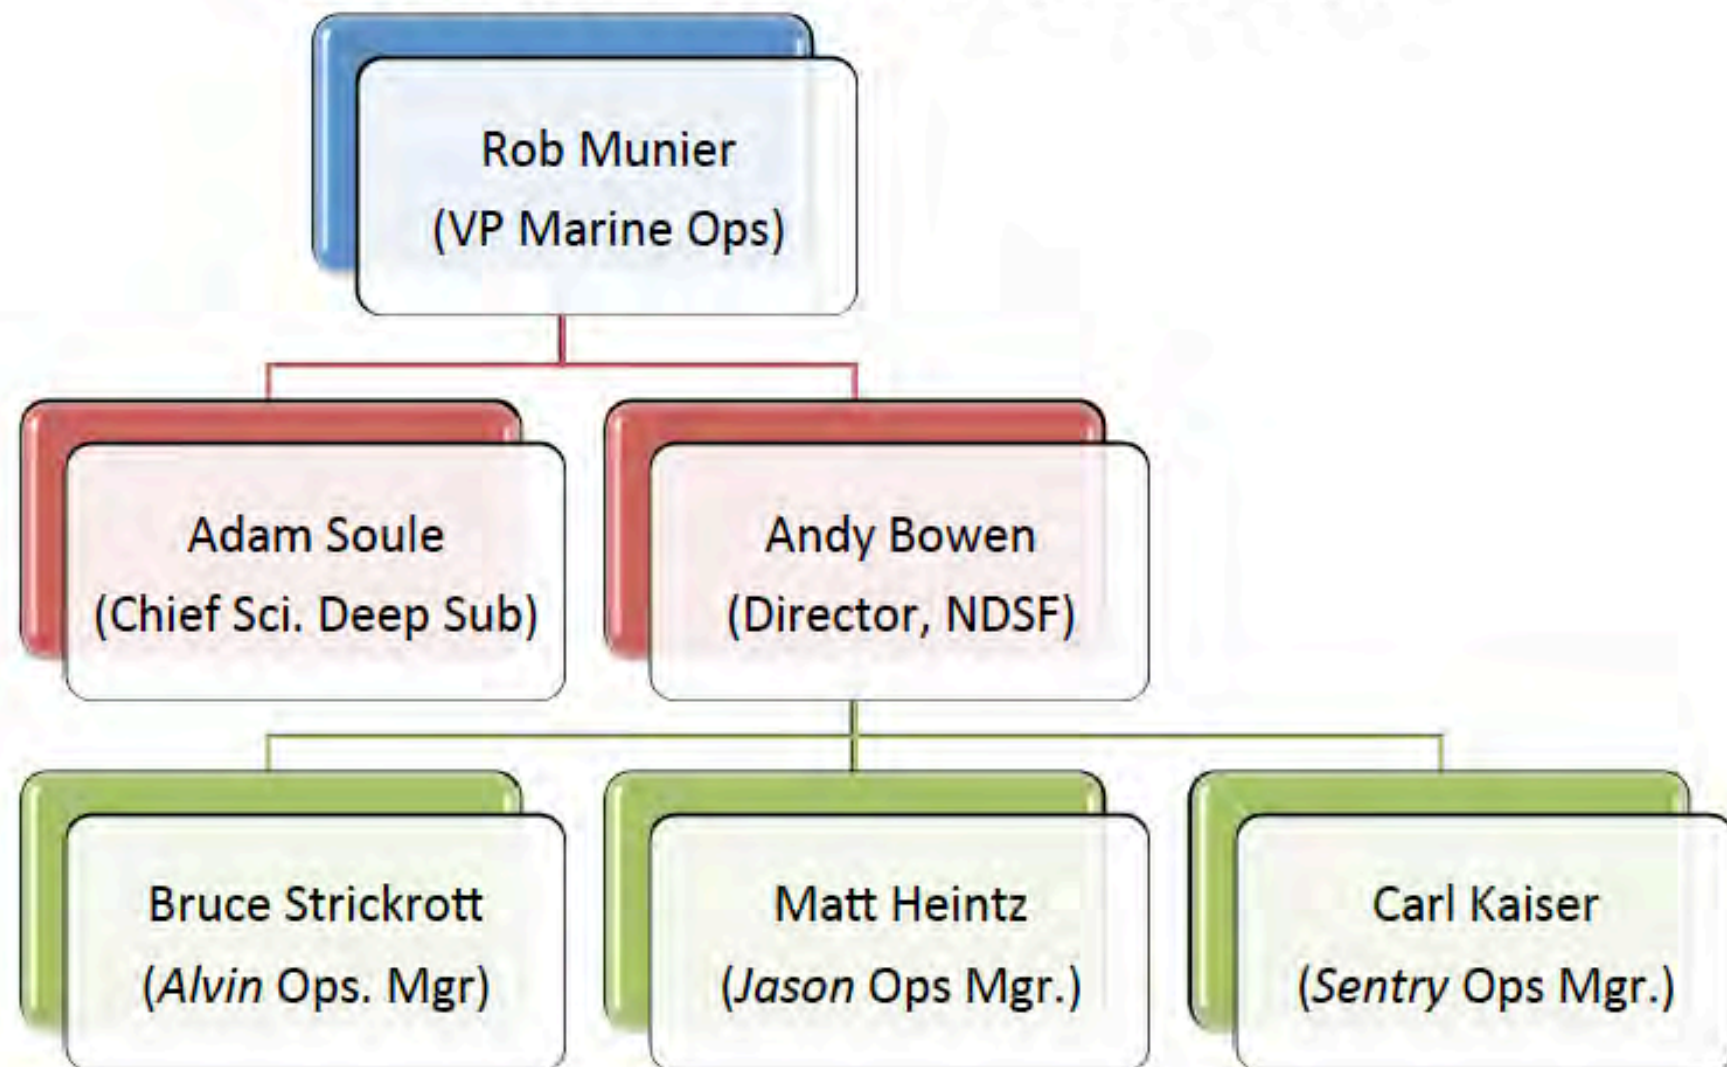 Rob Munier
(VP Marine Ops)
Adam Soule
(Chief Sci. Deep Sub)
Andy Bowen
(Director, NDSF)
Bruce Strickrott
(Alvin Ops. Mgr)
Matt Heintz
(Jason Ops Mgr.)
Carl Kaiser
(Sentry Ops Mgr.)